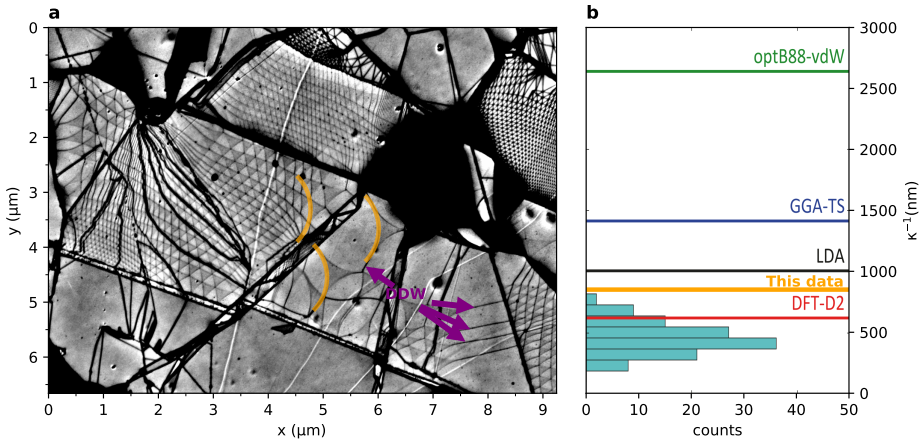 a
0
1
2
3
4
5
6
y (μm)
0 1 2 3 4 5 6 7 8 9
x (μm)
DDW
b
optB88-vdW
GGA-TS
LDA
This data
DFT-D2
3000
2500
2000
1500
1000
500
0
κ⁻¹(nm)
0 10 20 30 40 50
counts